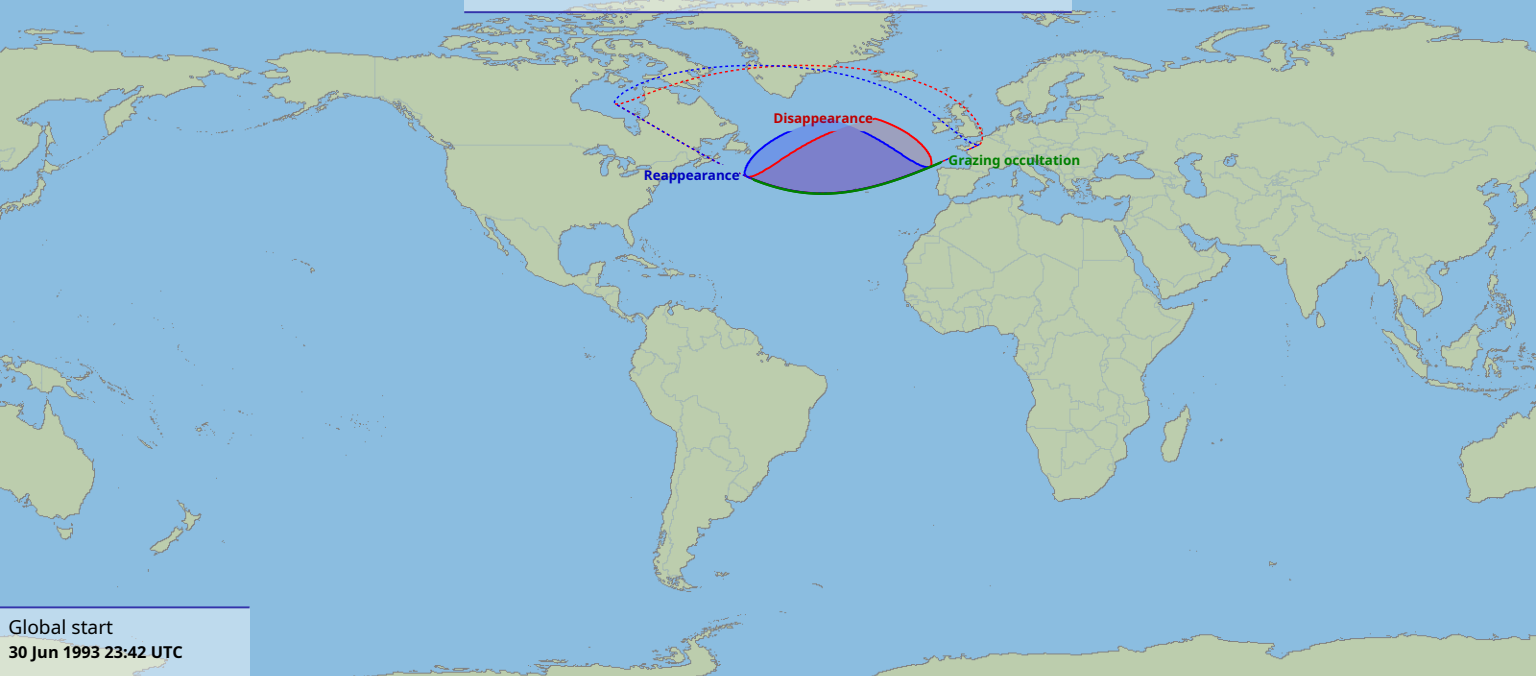 Disappearance
Grazing occultation
Reappearance
Global start
30 Jun 1993 23:42 UTC